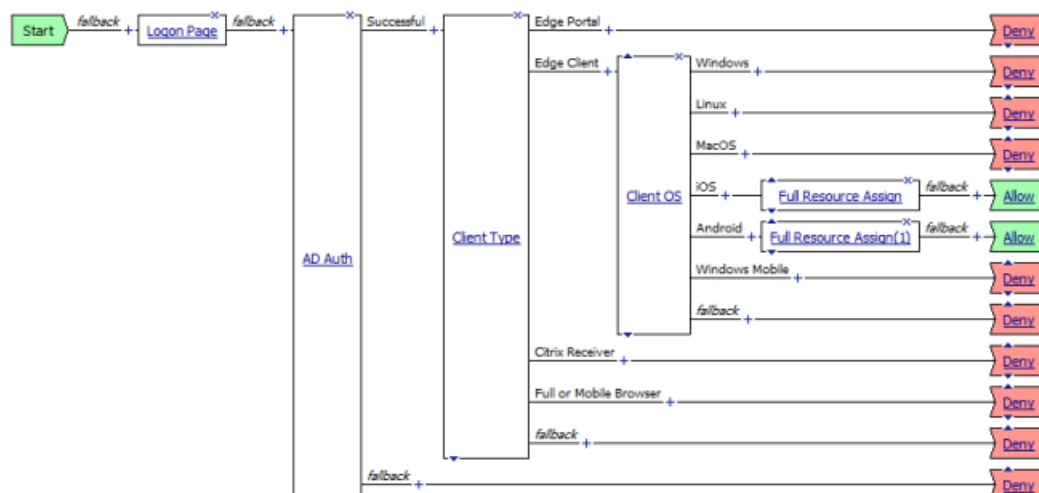 Start
fallback
Logon Page
fallback
AD Auth
Successful
Client Type
Edge Portal
Deny
Edge Client
Client OS
Windows
Deny
Linux
Deny
MacOS
Deny
iOS
Full Resource Assign
fallback
Allow
Android
Full Resource Assign(1)
fallback
Allow
Windows Mobile
Deny
fallback
Deny
Citrix Receiver
Deny
Full or Mobile Browser
Deny
fallback
Deny
fallback
Deny